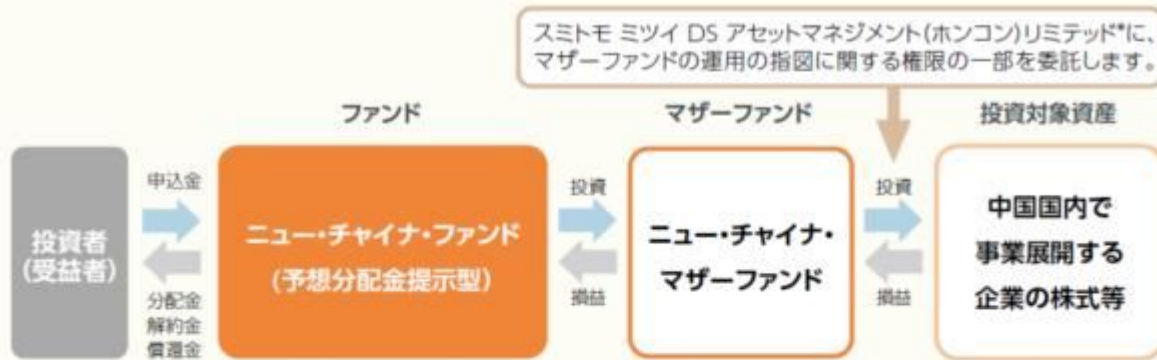 スミトモ ミツイ DS アセットマネジメント(ホンコン)リミテッド*に、
マザーファンドの運用の指図に関する権限の一部を委託します。
ファンド
マザーファンド
投資対象資産
投資者
(受益者)
申込金
分配金
解約金
償還金
ニュー・チャイナ・ファンド
(予想分配金提示型)
投資
損益
ニュー・チャイナ・
マザーファンド
投資
損益
中国国内で
事業展開する
企業の株式等